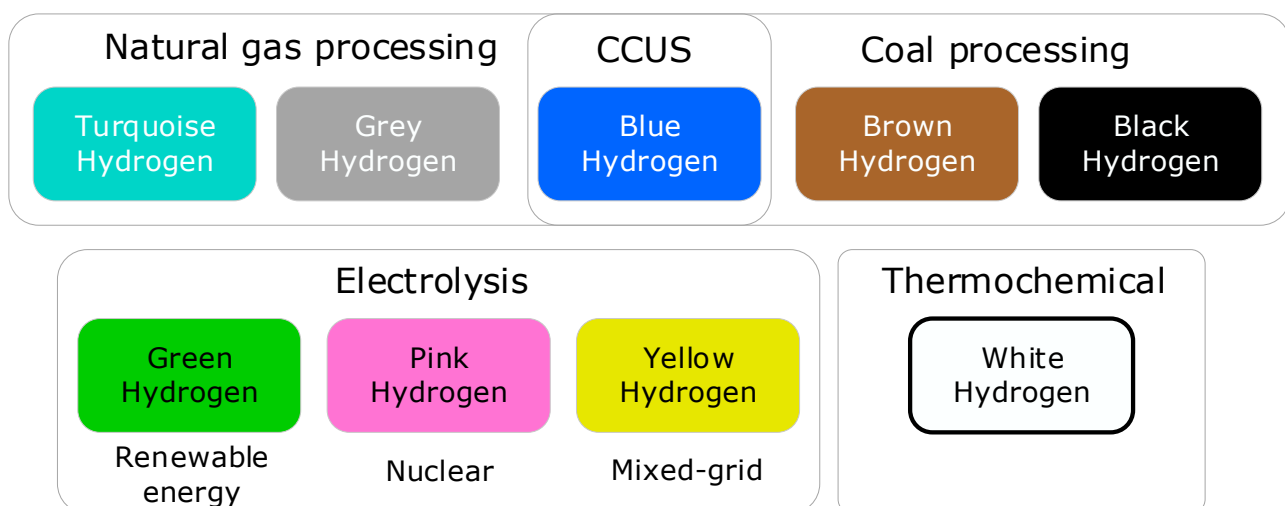 Natural gas processing
CCUS
Coal processing
Turquoise
Hydrogen
Grey
Hydrogen
Blue
Hydrogen
Brown
Hydrogen
Black
Hydrogen
Electrolysis
Thermochemical
Green
Hydrogen
Pink
Hydrogen
Yellow
Hydrogen
White
Hydrogen
Renewable
energy
Nuclear
Mixed-grid